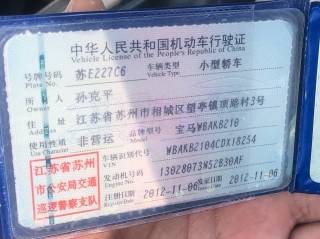 中华人民共和国机动车行驶证
Vehicle License of the People's Republic of China
号牌号码 苏E227C6 车辆类型 小型轿车
Plate No. Vehicle Type
所有人 孙克平
Owner
住址 江苏省苏州市相城区望亭镇项路村3号
Address
使用性质 非营运 品牌型号 宝马WBAKB210
Use Character Model
江苏省苏州
市公安局交通
巡逻警察支队
车辆识别代号 WBAKB2104CDX18254
VIN
发动机号码 13028073N52B30AF
Engine No.
注册日期 2012-11-06 发证日期 2012-11-06
Register Date Issue Date